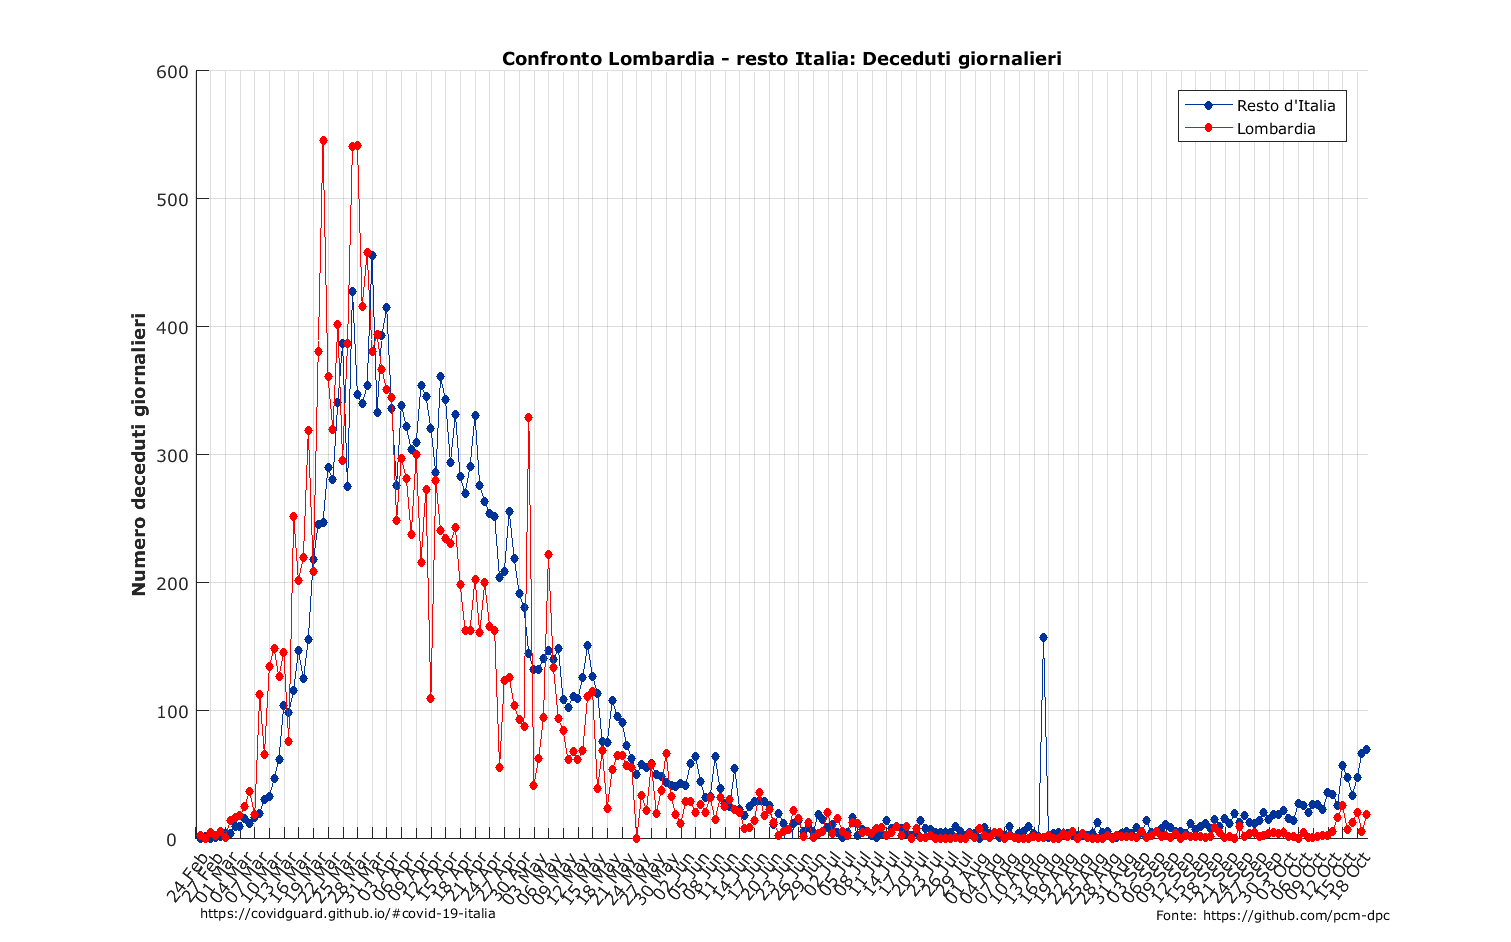 Confronto Lombardia - resto Italia: Deceduti giornalieri
Resto d'Italia
Lombardia
Numero deceduti giornalieri
600
500
400
300
200
100
0
24 Feb
27 Feb
01 Mar
04 Mar
07 Mar
10 Mar
13 Mar
16 Mar
19 Mar
22 Mar
25 Mar
28 Mar
31 Mar
03 Apr
06 Apr
09 Apr
12 Apr
15 Apr
18 Apr
21 Apr
24 Apr
27 Apr
30 Apr
03 May
06 May
09 May
12 May
15 May
18 May
21 May
24 May
27 May
30 May
02 Jun
05 Jun
08 Jun
11 Jun
14 Jun
17 Jun
20 Jun
23 Jun
26 Jun
29 Jun
02 Jul
05 Jul
08 Jul
11 Jul
14 Jul
17 Jul
20 Jul
23 Jul
26 Jul
29 Jul
01 Aug
04 Aug
07 Aug
10 Aug
13 Aug
16 Aug
19 Aug
22 Aug
25 Aug
28 Aug
31 Aug
03 Sep
06 Sep
09 Sep
12 Sep
15 Sep
18 Sep
21 Sep
24 Sep
27 Sep
30 Sep
03 Oct
06 Oct
09 Oct
12 Oct
15 Oct
18 Oct
https://covidguard.github.io/#covid-19-italia
Fonte: https://github.com/pcm-dpc